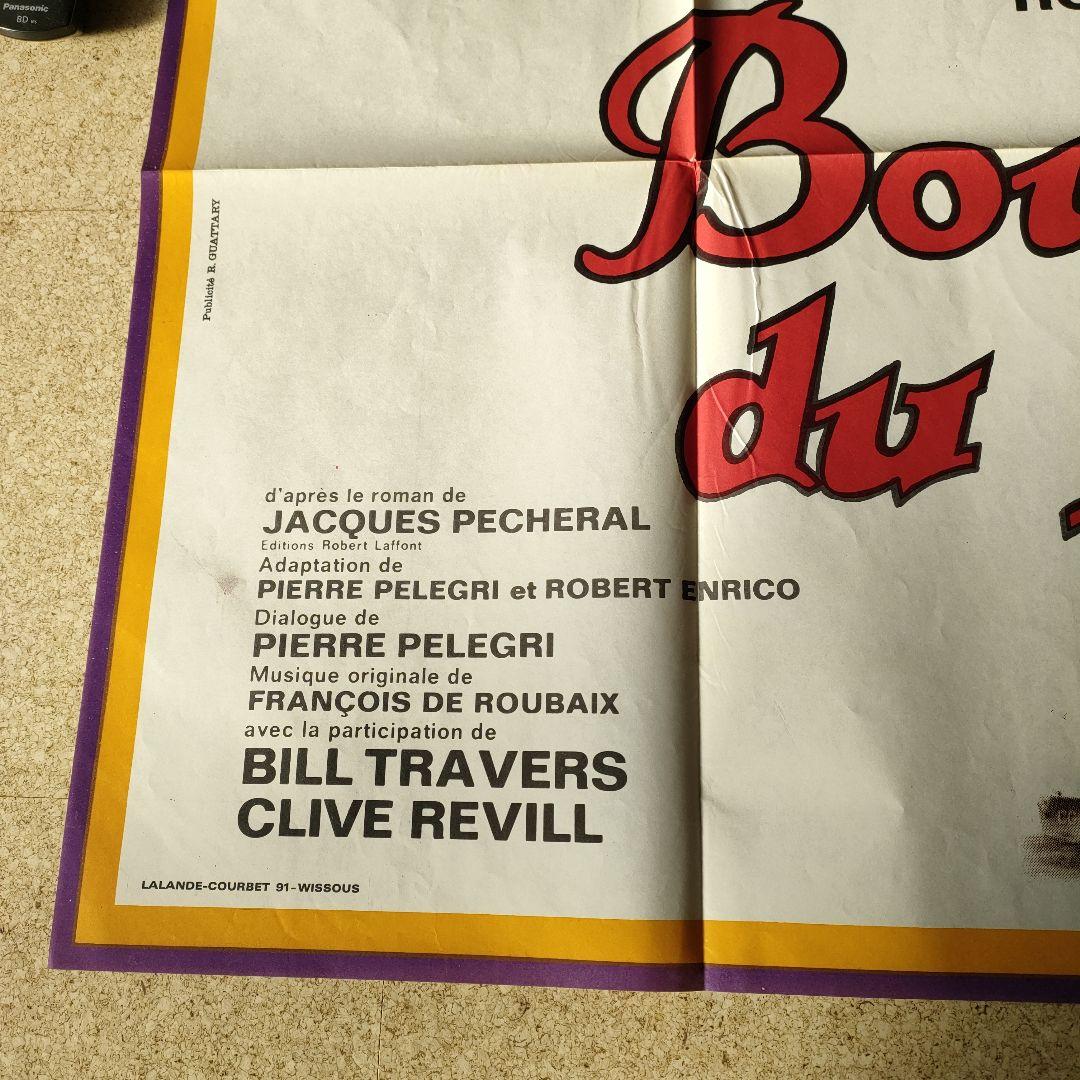 Panasonic
BD
Bou
du
Publicité R. GUATTARY
d'après le roman de
JACQUES PECHERAL
Editions Robert Laffont
Adaptation de
PIERRE PELEGRI et ROBERT ENRICO
Dialogue de
PIERRE PELEGRI
Musique originale de
FRANÇOIS DE ROUBAIX
avec la participation de
BILL TRAVERS
CLIVE REVILL
LALANDE-COURBET 91-WISSOUS